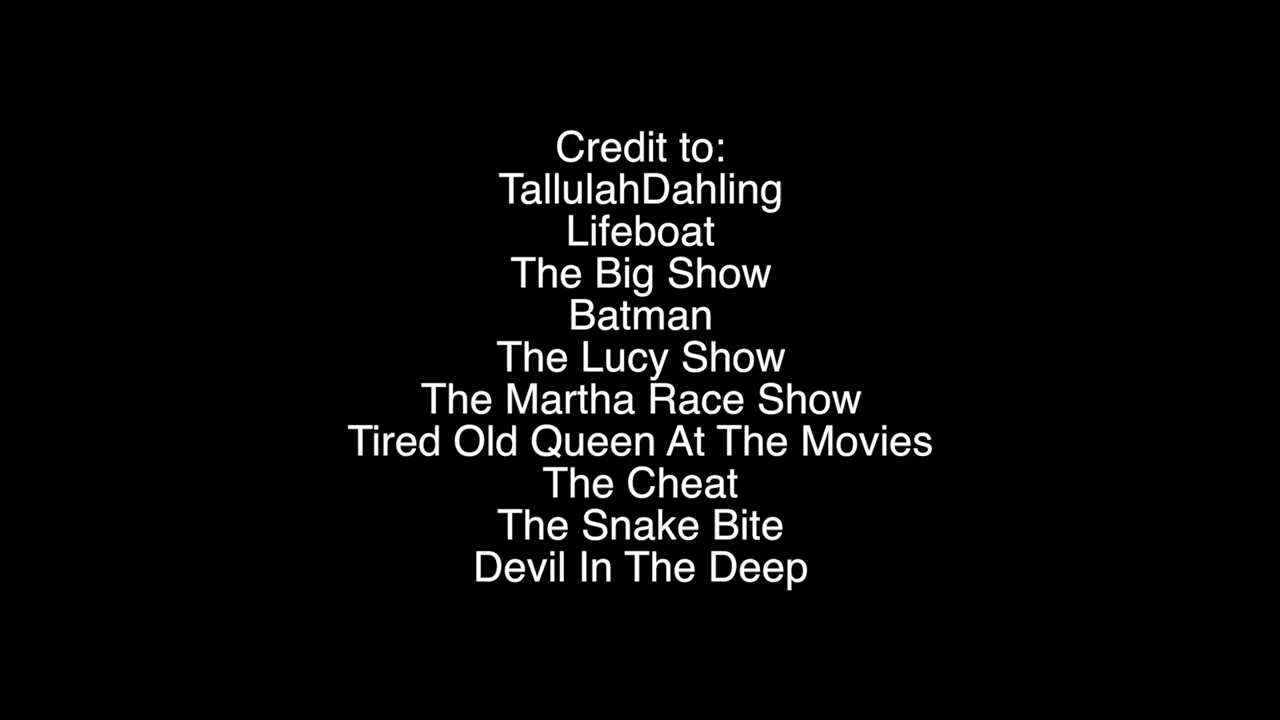 Credit to:
TallulahDahling
Lifeboat
The Big Show
Batman
The Lucy Show
The Martha Race Show
Tired Old Queen At The Movies
The Cheat
The Snake Bite
Devil In The Deep